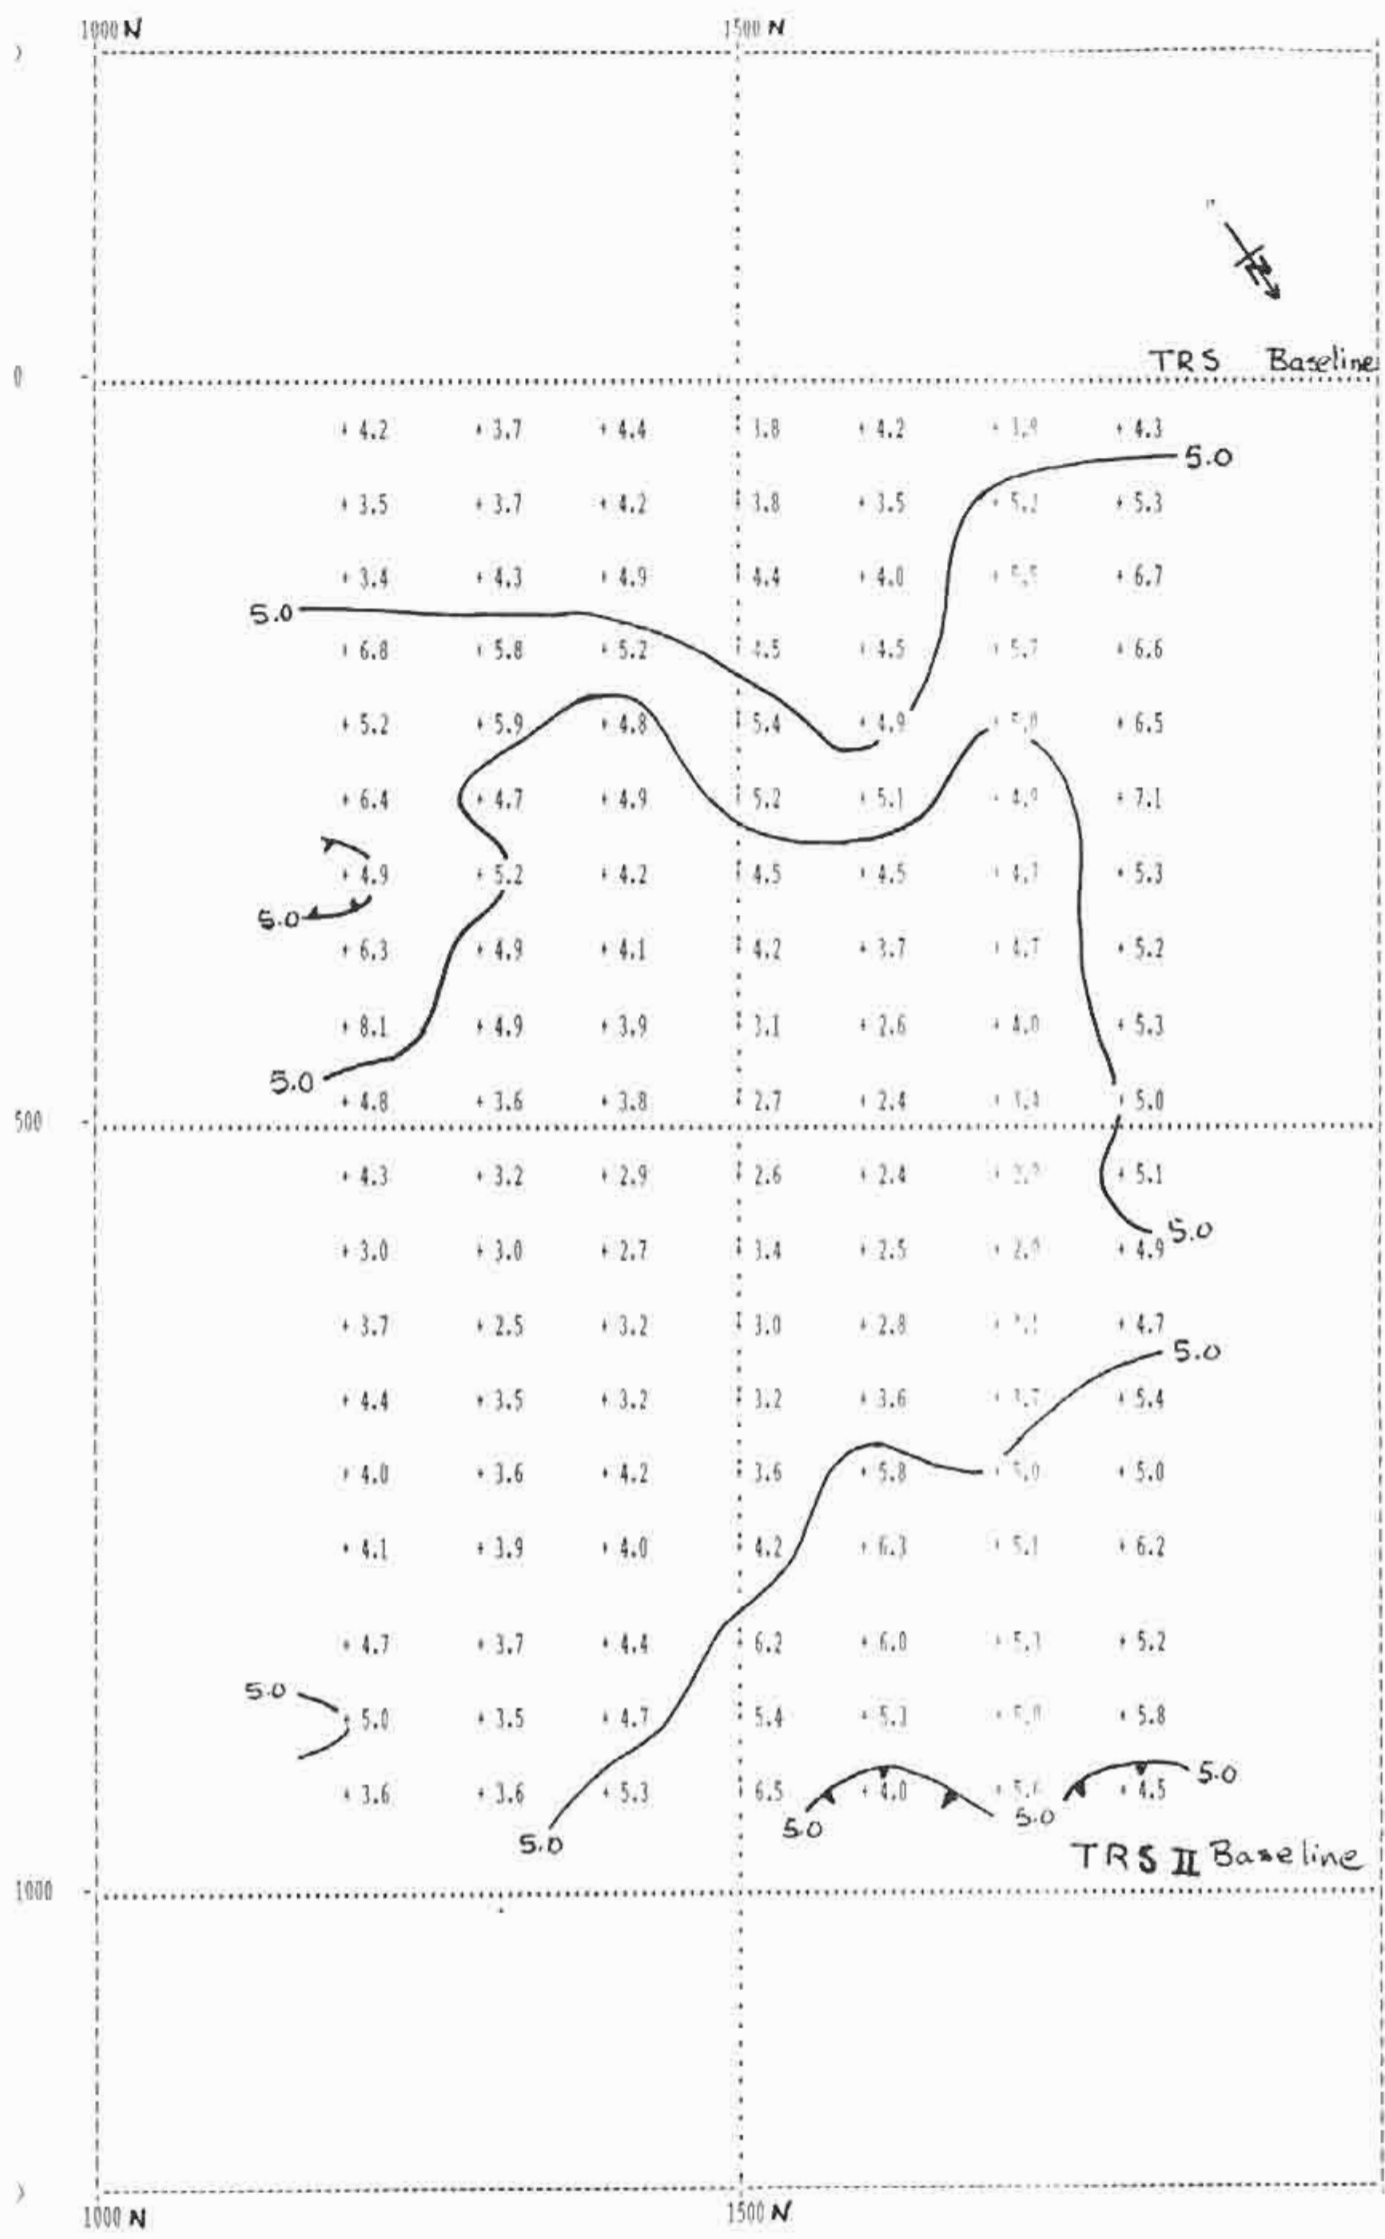 1000 N 1500 N
TRS Baseline
0
+ 4.2 + 3.7 + 4.4 3.8 + 4.2 + 3.9 + 4.3
5.0
+ 3.5 + 3.7 + 4.2 3.8 + 3.5 + 5.3
+ 3.4 + 4.3 + 4.9 4.4 + 4.0 + 5.5 + 6.7
5.0
+ 6.8 + 5.8 + 5.2 4.5 + 4.5 + 5.7 + 6.6
+ 5.2 + 5.9 + 4.8 5.4 + 4.9 + 5.0 + 6.5
+ 6.4 + 4.7 + 4.9 5.2 + 5.1 + 4.9 + 7.1
+ 4.9 + 5.2 + 4.2 4.5 + 4.5 + 5.3
5.0
+ 6.3 + 4.9 + 4.1 4.2 + 3.7 + 4.7 + 5.2
+ 8.1 + 4.9 + 3.9 3.1 + 2.6 + 4.0 + 5.3
5.0
+ 4.8 + 3.6 + 3.8 2.7 + 2.4 + 5.0
500
+ 4.3 + 3.2 + 2.9 2.6 + 2.4 + 5.1
5.0
+ 3.0 + 3.0 + 2.7 3.4 + 2.5 + 4.9
+ 3.7 + 2.5 + 3.2 3.0 + 2.8 + 4.7
5.0
+ 4.4 + 3.5 + 3.2 3.2 + 3.6 + 3.7 + 5.4
+ 4.0 + 3.6 + 4.2 3.6 + 5.8 + 5.0 + 5.0
+ 4.1 + 3.9 + 4.0 4.2 + 6.3 + 5.1 + 6.2
+ 4.7 + 3.7 + 4.4 6.2 + 6.0 + 5.2
5.0
+ 5.0 + 3.5 + 4.7 5.4 + 5.8
5.0
+ 3.6 + 3.6 + 5.3 6.5 + 4.0 + 4.5
5.0 5.0 5.0
TRS II Baseline
1000
1000 N 1500 N